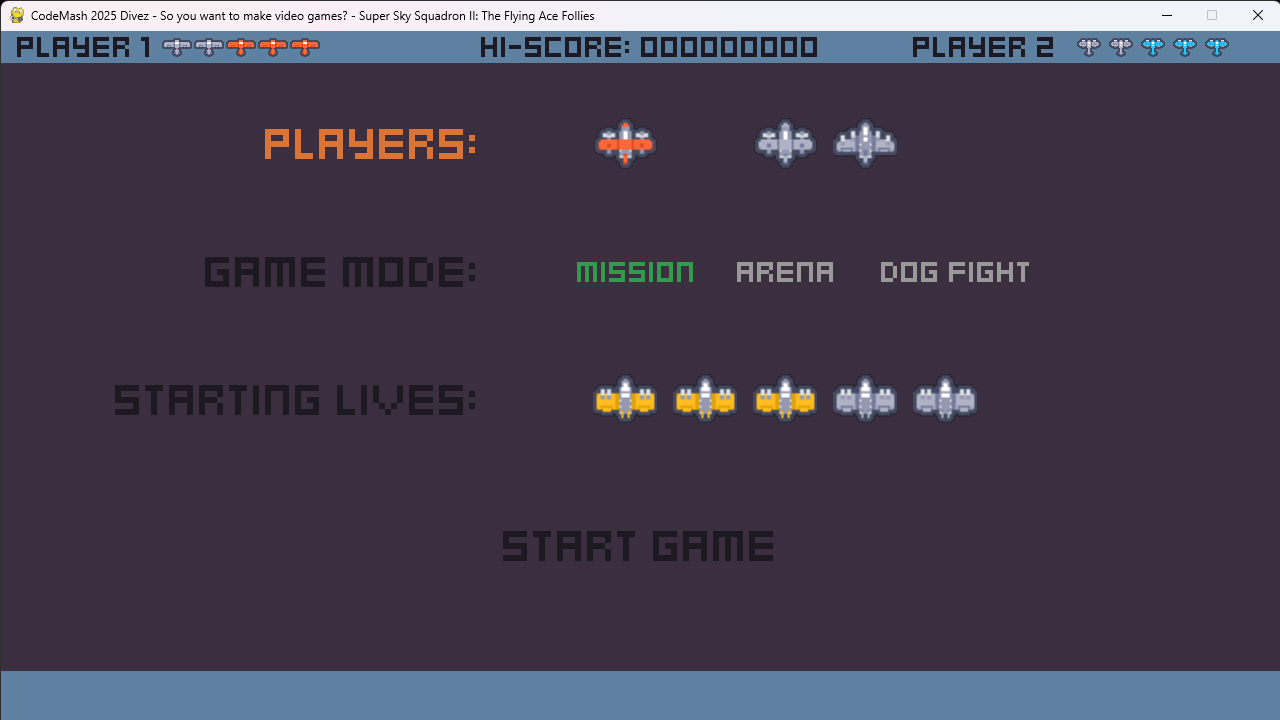 CodeMash 2025 Divez - So you want to make video games? - Super Sky Squadron II: The Flying Ace Follies
PLAYER 1 HI-SCORE: 000000000 PLAYER 2
PLAYERS:
GAME MODE: MISSION ARENA DOG FIGHT
STARTING LIVES:
START GAME